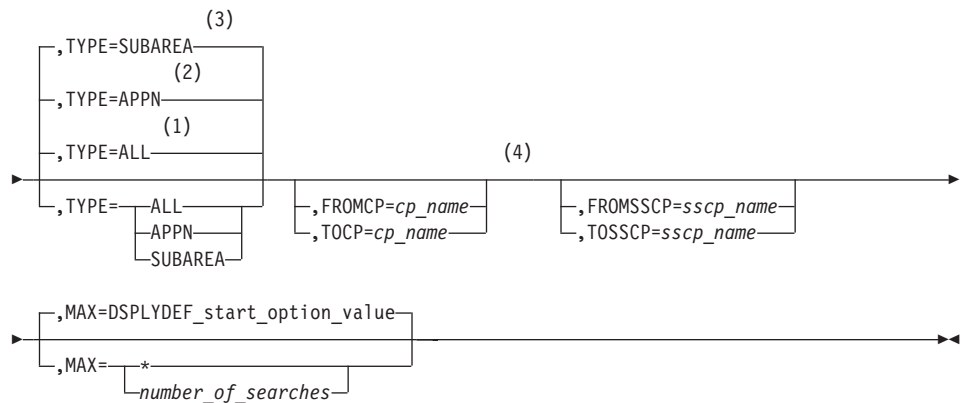 (3)
,TYPE=SUBAREA
(2)
,TYPE=APPN
(1)
,TYPE=ALL
(4)
,TYPE= ALL
APPN
SUBAREA
,FROMCP=cp_name
,TOCP=cp_name
,FROMSSCP=sscp_name
,TOSSCP=sscp_name
,MAX=DSPLYDEF_start_option_value
,MAX= *
number_of_searches